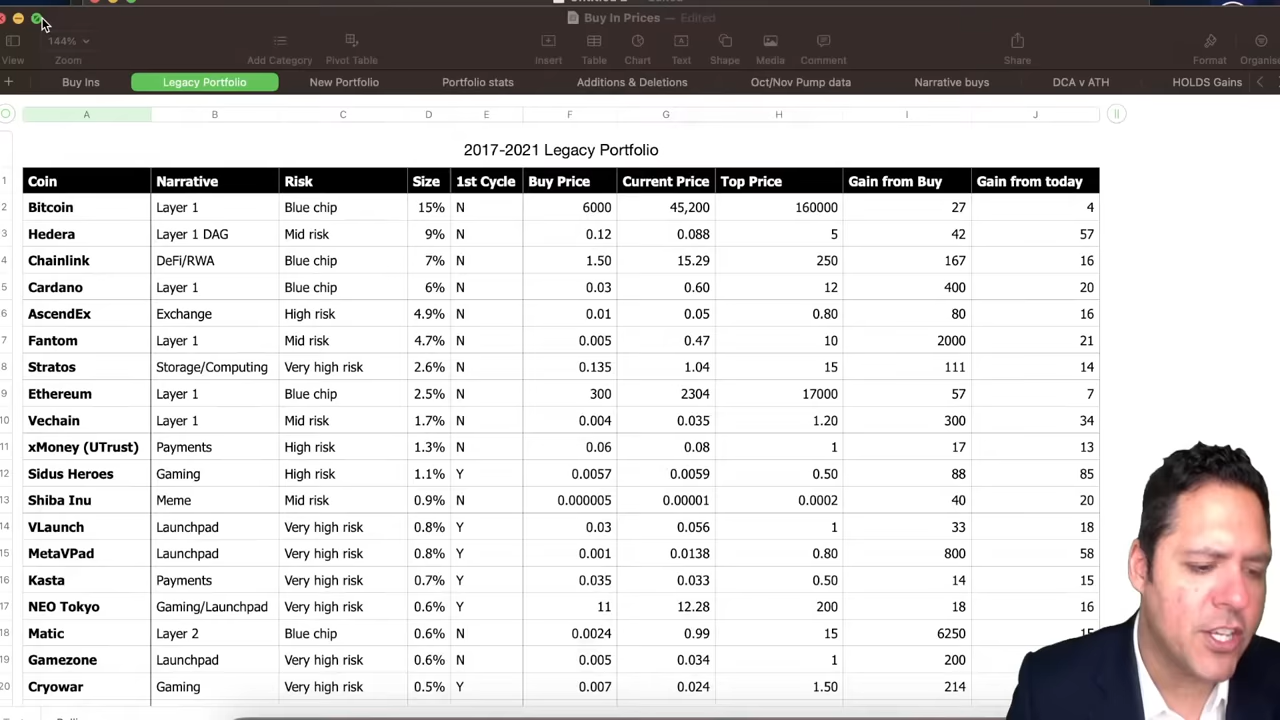 Buy In Prices — Edited
144%
View Zoom Add Category Pivot Table Insert Table Chart Text Shape Media Comment Share Format Organise
+ Buy Ins Legacy Portfolio New Portfolio Portfolio stats Additions & Deletions Oct/Nov Pump data Narrative buys DCA v ATH HOLDS Gains
A B C D E F G H I J
2017-2021 Legacy Portfolio
1 Coin Narrative Risk Size 1st Cycle Buy Price Current Price Top Price Gain from Buy Gain from today
2 Bitcoin Layer 1 Blue chip 15% N 6000 45,200 160000 27 4
3 Hedera Layer 1 DAG Mid risk 9% N 0.12 0.088 5 42 57
4 Chainlink DeFi/RWA Blue chip 7% N 1.50 15.29 250 167 16
5 Cardano Layer 1 Blue chip 6% N 0.03 0.60 12 400 20
6 AscendEx Exchange High risk 4.9% N 0.01 0.05 0.80 80 16
7 Fantom Layer 1 Mid risk 4.7% N 0.005 0.47 10 2000 21
8 Stratos Storage/Computing Very high risk 2.6% N 0.135 1.04 15 111 14
9 Ethereum Layer 1 Blue chip 2.5% N 300 2304 17000 57 7
10 Vechain Layer 1 Mid risk 1.7% N 0.004 0.035 1.20 300 34
11 xMoney (UTrust) Payments High risk 1.3% N 0.06 0.08 1 17 13
12 Sidus Heroes Gaming High risk 1.1% Y 0.0057 0.0059 0.50 88 85
13 Shiba Inu Meme Mid risk 0.9% N 0.000005 0.00001 0.0002 40 20
14 VLaunch Launchpad Very high risk 0.8% Y 0.03 0.056 1 33 18
15 MetaVPad Launchpad Very high risk 0.8% Y 0.001 0.0138 0.80 800 58
16 Kasta Payments Very high risk 0.7% Y 0.035 0.033 0.50 14 15
17 NEO Tokyo Gaming/Launchpad Very high risk 0.6% Y 11 12.28 200 18 16
18 Matic Layer 2 Blue chip 0.6% N 0.0024 0.99 15 6250 15
19 Gamezone Launchpad Very high risk 0.6% N 0.005 0.034 1 200
20 Cryowar Gaming Very high risk 0.5% Y 0.007 0.024 1.50 214